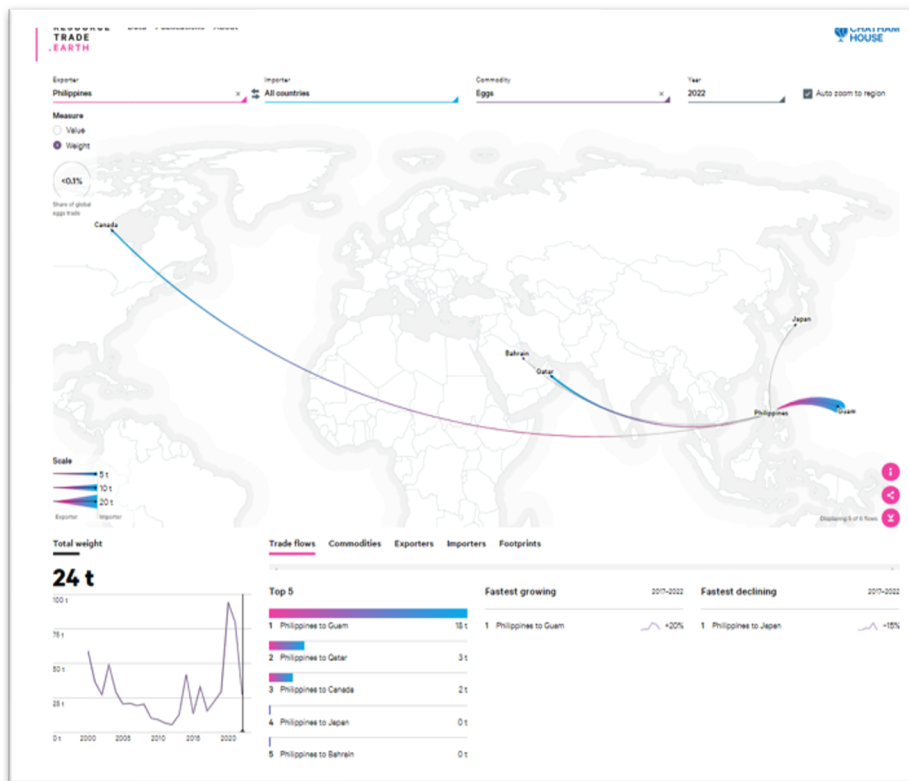 RESOURCE
TRADE
.EARTH
Data Publications About
CHATHAM
HOUSE
Exporter
Philippines ×
Importer
All countries
Commodity
Eggs ×
Year
2022
Auto zoom to region
Measure
Value
Weight
<0.1%
Share of global
eggs trade
Canada
Japan
Bahrain
Qatar
Philippines
Guam
Scale
5 t
10 t
20 t
Exporter Importer
Displaying 5 of 6 flows
Total weight
24 t
100 t
75 t
50 t
25 t
0 t
2000 2005 2010 2015 2020
Trade flows Commodities Exporters Importers Footprints
Top 5
1 Philippines to Guam 18 t
2 Philippines to Qatar 3 t
3 Philippines to Canada 2 t
4 Philippines to Japan 0 t
5 Philippines to Bahrain 0 t
Fastest growing 2017-2022
1 Philippines to Guam +20%
Fastest declining 2017-2022
1 Philippines to Japan -15%